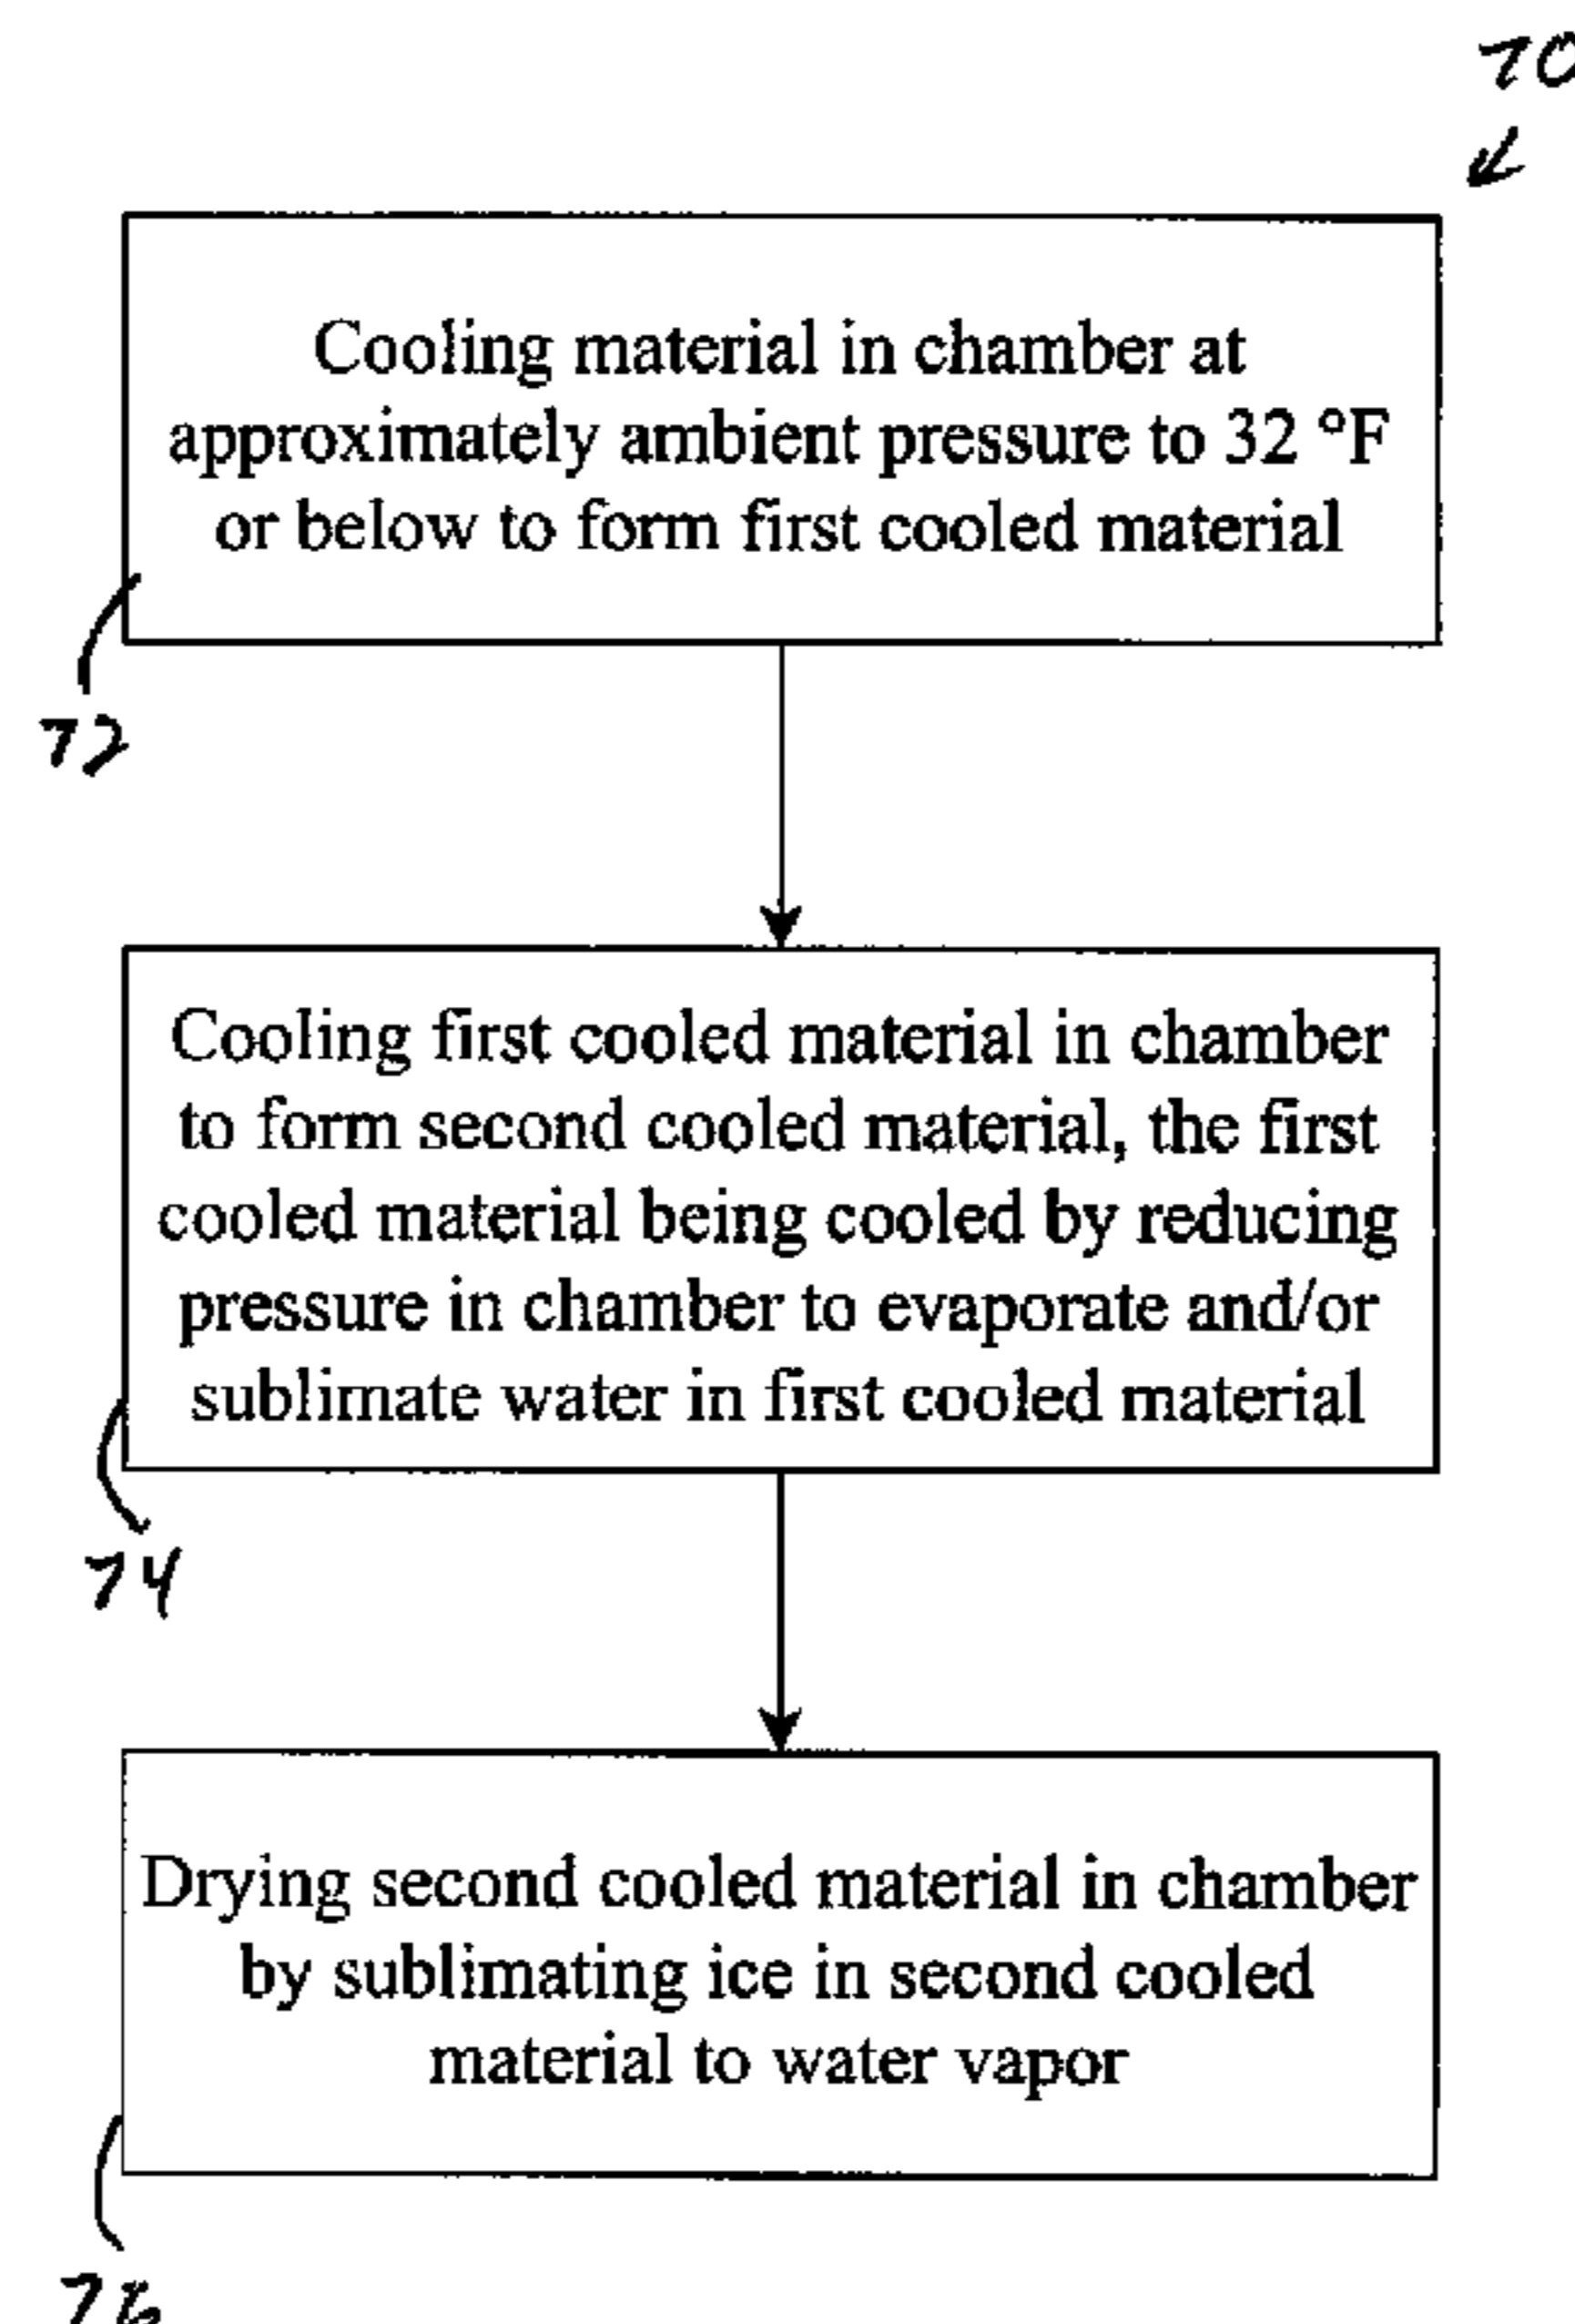 70
Cooling material in chamber at
approximately ambient pressure to 32 °F
or below to form first cooled material
72
Cooling first cooled material in chamber
to form second cooled material, the first
cooled material being cooled by reducing
pressure in chamber to evaporate and/or
sublimate water in first cooled material
74
Drying second cooled material in chamber
by sublimating ice in second cooled
material to water vapor
76